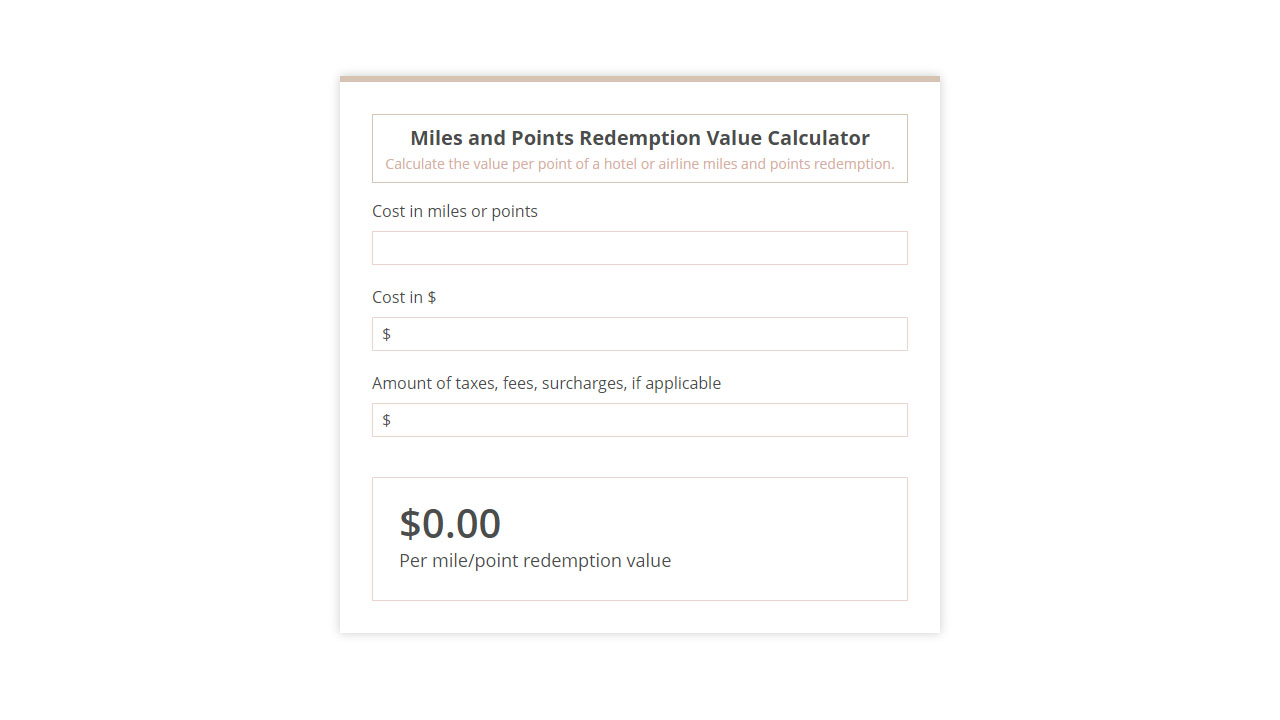 Miles and Points Redemption Value Calculator
Calculate the value per point of a hotel or airline miles and points redemption.
Cost in miles or points
Cost in $
$
Amount of taxes, fees, surcharges, if applicable
$
$0.00
Per mile/point redemption value